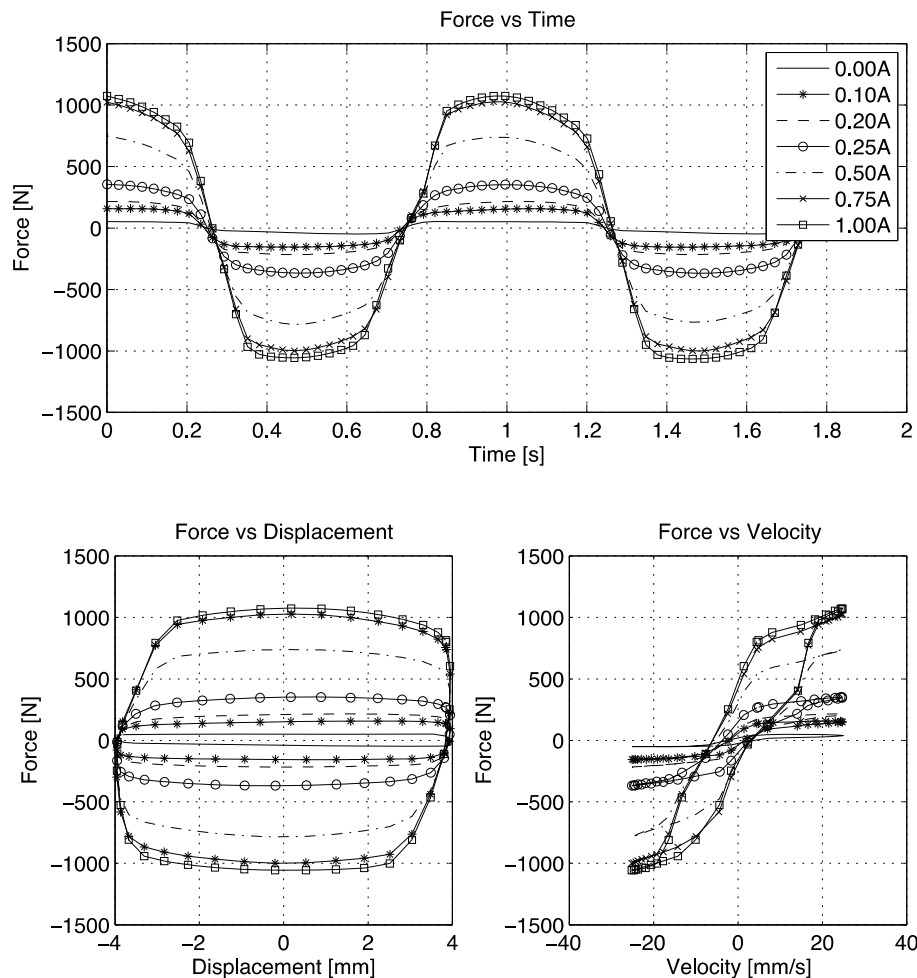 Force vs Time
1500
1000
500
0
−500
−1000
−1500
Force [N]
0 0.2 0.4 0.6 0.8 1 1.2 1.4 1.6 1.8 2
Time [s]
0.00A
0.10A
0.20A
0.25A
0.50A
0.75A
1.00A
Force vs Displacement
1500
1000
500
0
−500
−1000
−1500
Force [N]
−4 −2 0 2 4
Displacement [mm]
Force vs Velocity
1500
1000
500
0
−500
−1000
−1500
Force [N]
−40 −20 0 20 40
Velocity [mm/s]